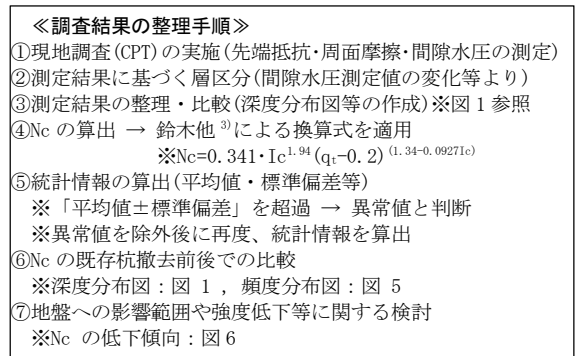 ≪調査結果の整理手順≫
①現地調査(CPT)の実施(先端抵抗・周面摩擦・間隙水圧の測定)
②測定結果に基づく層区分(間隙水圧測定値の変化等より)
③測定結果の整理・比較(深度分布図等の作成)※図1参照
④Ncの算出 → 鈴木他 3)による換算式を適用
※Nc=0.341・Ic^1.94(qt-0.2)^(1.34-0.0927Ic)
⑤統計情報の算出(平均値・標準偏差等)
※「平均値±標準偏差」を超過 → 異常値と判断
※異常値を除外後に再度、統計情報を算出
⑥Ncの既存杭撤去前後での比較
※深度分布図：図 1 , 頻度分布図：図 5
⑦地盤への影響範囲や強度低下等に関する検討
※Nc の低下傾向：図6